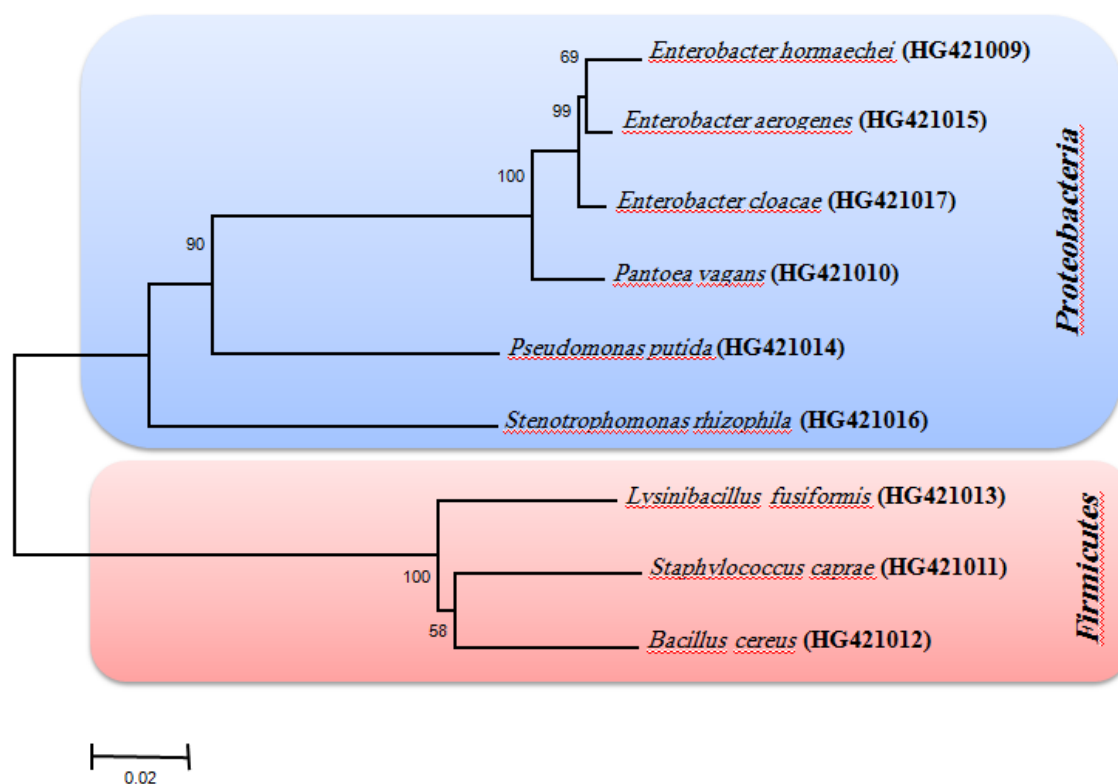 69
Enterobacter hormaechei (HG421009)
99
Enterobacter aerogenes (HG421015)
100
Enterobacter cloacae (HG421017)
90
Pantoea vagans (HG421010)
Pseudomonas putida (HG421014)
Stenotrophomonas rhizophila (HG421016)
Proteobacteria
Lysinibacillus fusiformis (HG421013)
100
Staphylococcus caprae (HG421011)
58
Bacillus cereus (HG421012)
Firmicutes
0.02